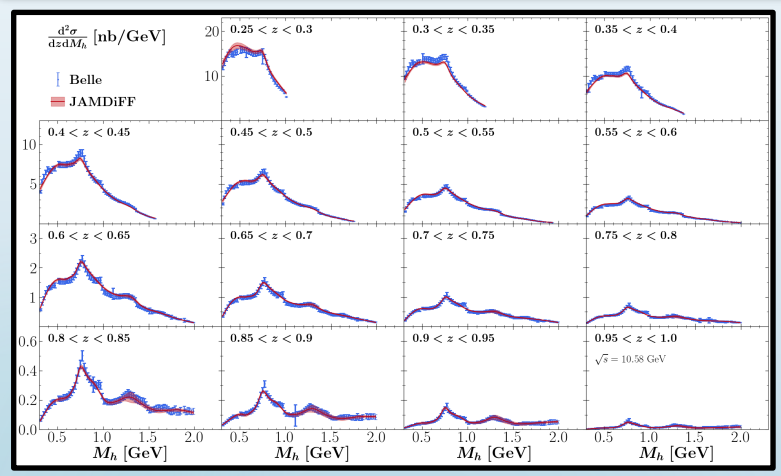 d²σ/dzdMₕ [nb/GeV]
Belle
JAMDiFF
20
10
0.25 < z < 0.3
0.3 < z < 0.35
0.35 < z < 0.4
10
5
0.4 < z < 0.45
0.45 < z < 0.5
0.5 < z < 0.55
0.55 < z < 0.6
3
2
1
0.6 < z < 0.65
0.65 < z < 0.7
0.7 < z < 0.75
0.75 < z < 0.8
0.6
0.4
0.2
0.0
0.8 < z < 0.85
0.85 < z < 0.9
0.9 < z < 0.95
0.95 < z < 1.0
√s = 10.58 GeV
0.5 1.0 1.5 2.0
0.5 1.0 1.5 2.0
0.5 1.0 1.5 2.0
0.5 1.0 1.5 2.0
Mₕ [GeV]
Mₕ [GeV]
Mₕ [GeV]
Mₕ [GeV]